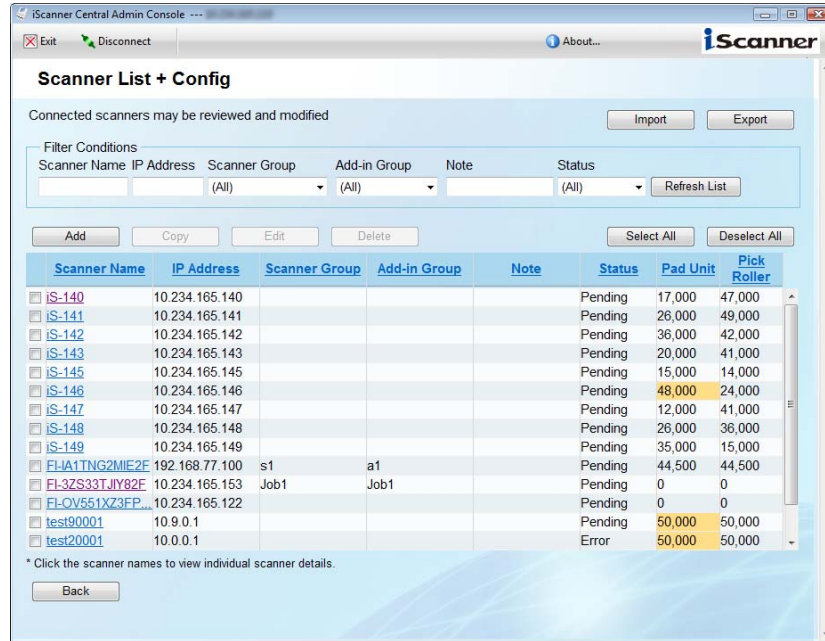 iScanner Central Admin Console ---
Exit Disconnect About... iScanner
Scanner List + Config
Connected scanners may be reviewed and modified Import Export
Filter Conditions
Scanner Name IP Address Scanner Group Add-in Group Note Status
(All) (All) (All) Refresh List
Add Copy Edit Delete Select All Deselect All
Scanner Name IP Address Scanner Group Add-in Group Note Status Pad Unit Pick Roller
iS-140 10.234.165.140 Pending 17,000 47,000
iS-141 10.234.165.141 Pending 26,000 49,000
iS-142 10.234.165.142 Pending 36,000 42,000
iS-143 10.234.165.143 Pending 20,000 41,000
iS-145 10.234.165.145 Pending 15,000 14,000
iS-146 10.234.165.146 Pending 48,000 24,000
iS-147 10.234.165.147 Pending 12,000 41,000
iS-148 10.234.165.148 Pending 26,000 36,000
iS-149 10.234.165.149 Pending 35,000 15,000
FI-IA1TNG2MIE2F 192.168.77.100 s1 a1 Pending 44,500 44,500
FI-3ZS33TJIY82F 10.234.165.153 Job1 Job1 Pending 0 0
FI-OV551XZ3FP... 10.234.165.122 Pending 0 0
test90001 10.9.0.1 Pending 50,000 50,000
test20001 10.0.0.1 Error 50,000 50,000
* Click the scanner names to view individual scanner details.
Back